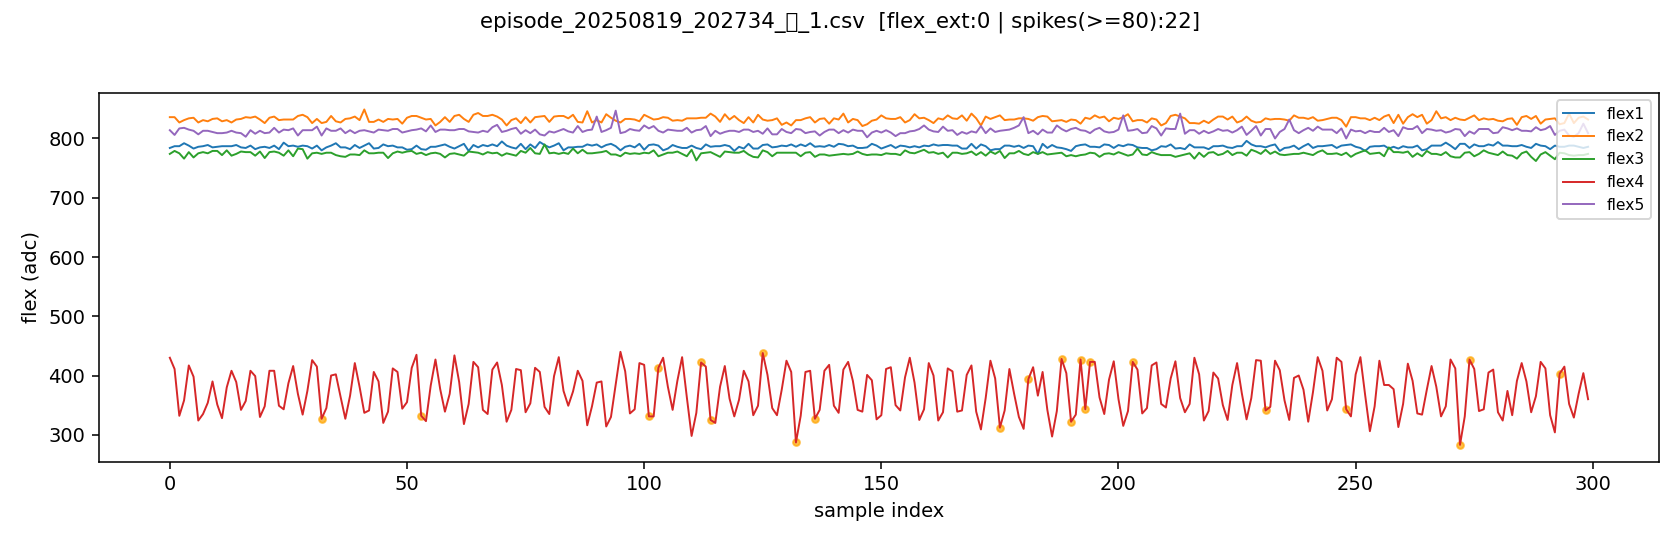 episode_20250819_202734_▯_1.csv [flex_ext:0 | spikes(>=80):22]
flex1
flex2
flex3
flex4
flex5
800
700
600
500
400
300
flex (adc)
0 50 100 150 200 250 300
sample index